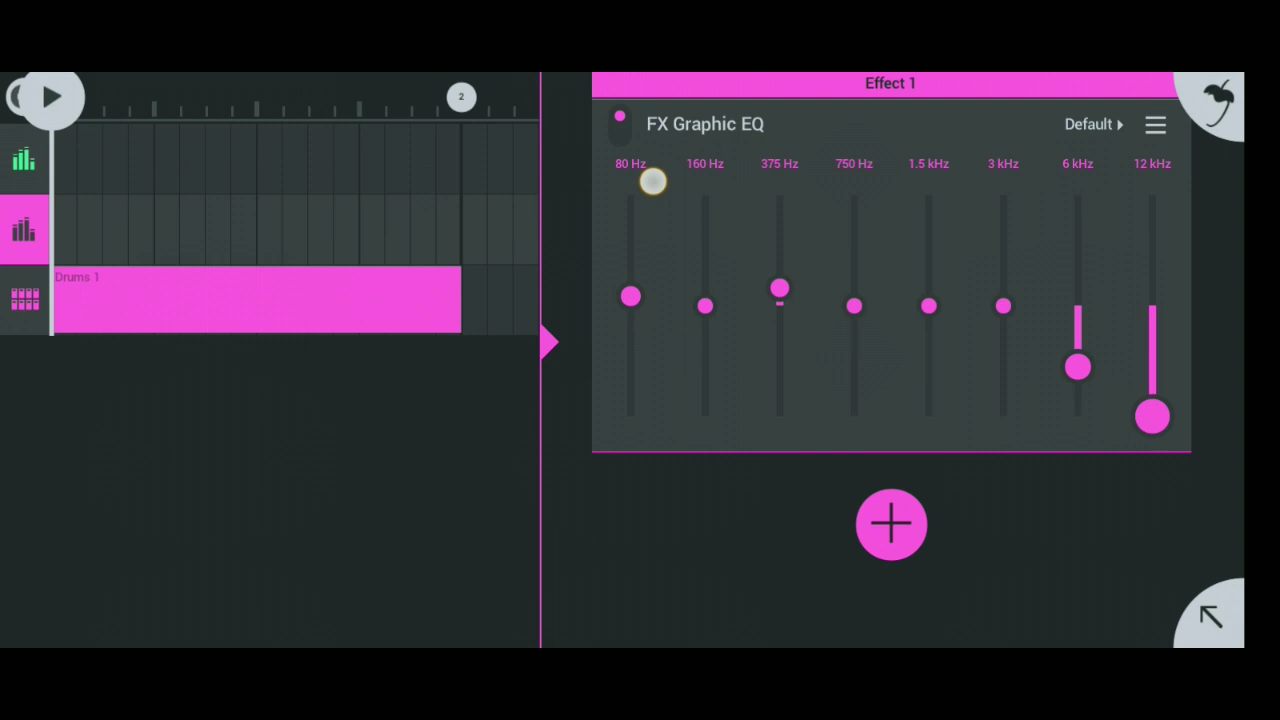 Effect 1
FX Graphic EQ
Default
80 Hz 160 Hz 375 Hz 750 Hz 1.5 kHz 3 kHz 6 kHz 12 kHz
2
Drums 1